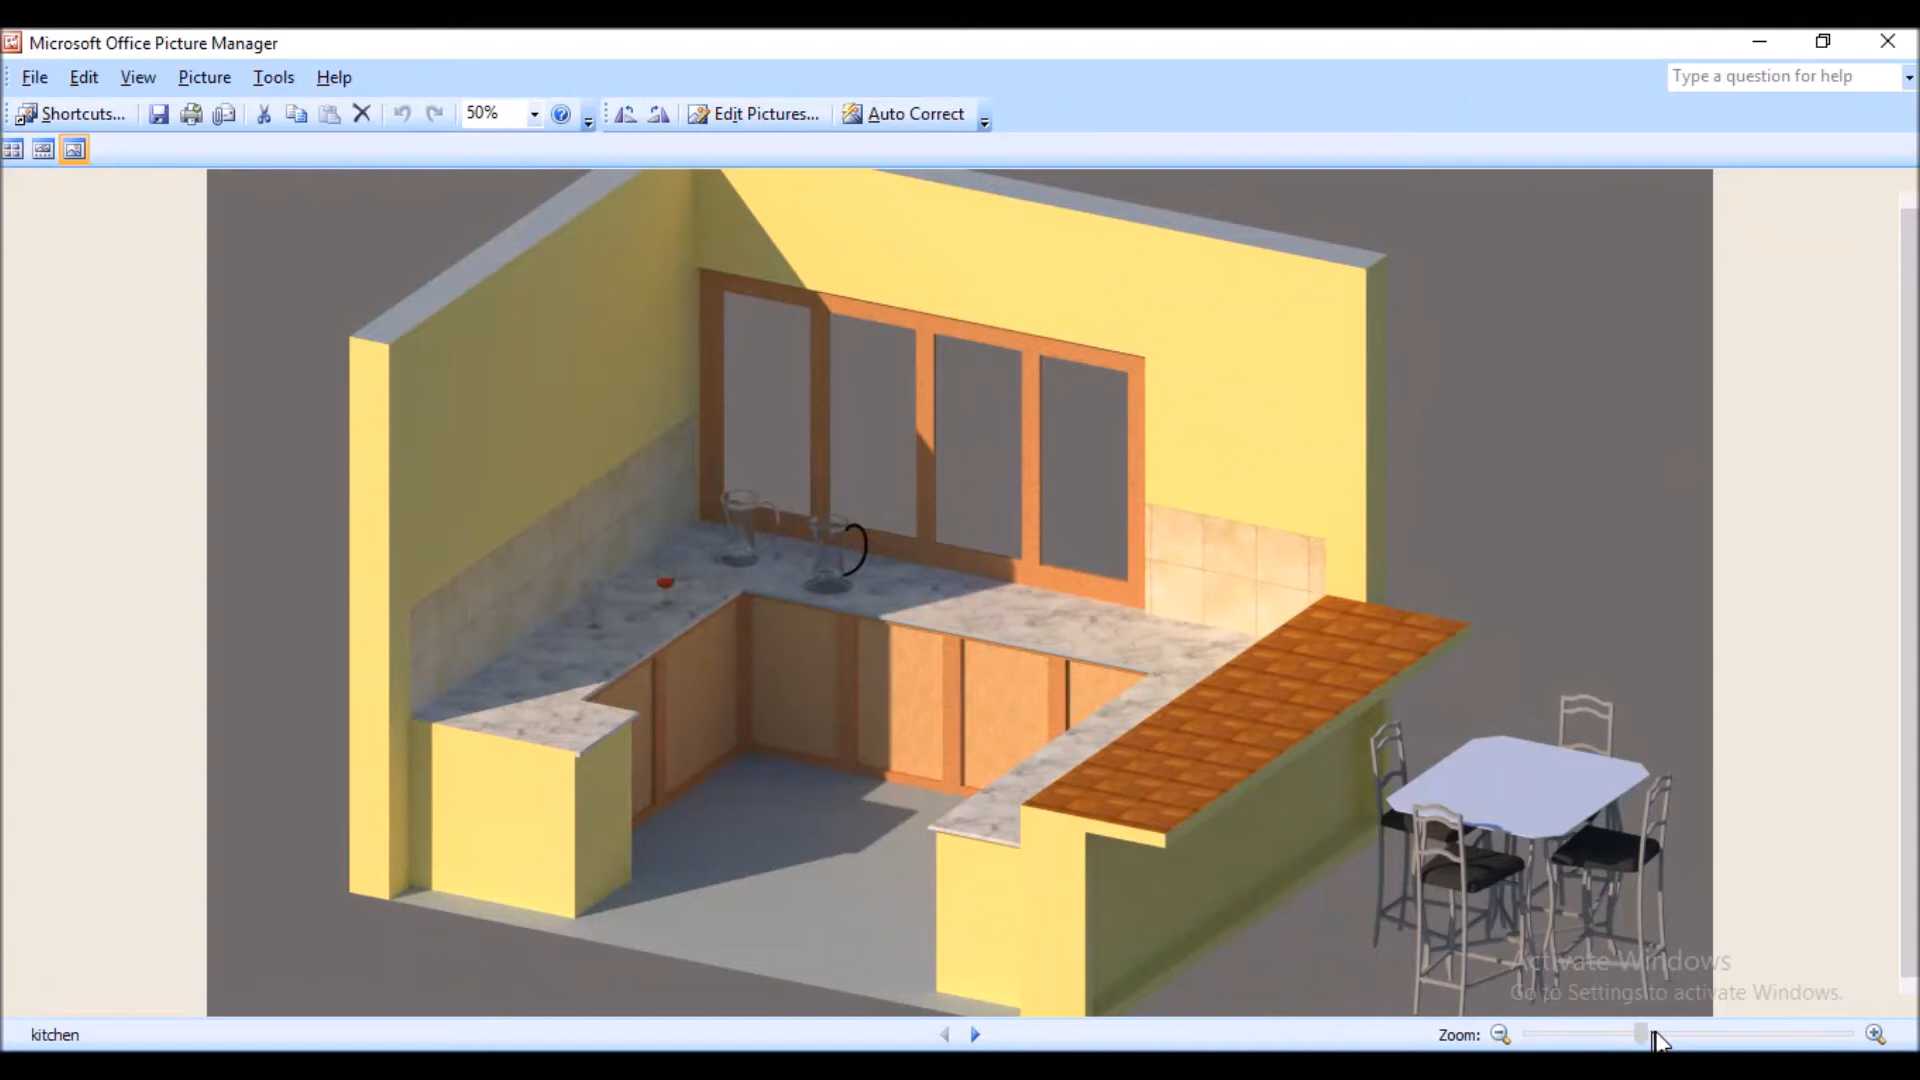 Microsoft Office Picture Manager
File Edit View Picture Tools Help
Type a question for help
Shortcuts... 50% Edit Pictures... Auto Correct
Activate Windows
Go to Settings to activate Windows.
kitchen
Zoom: